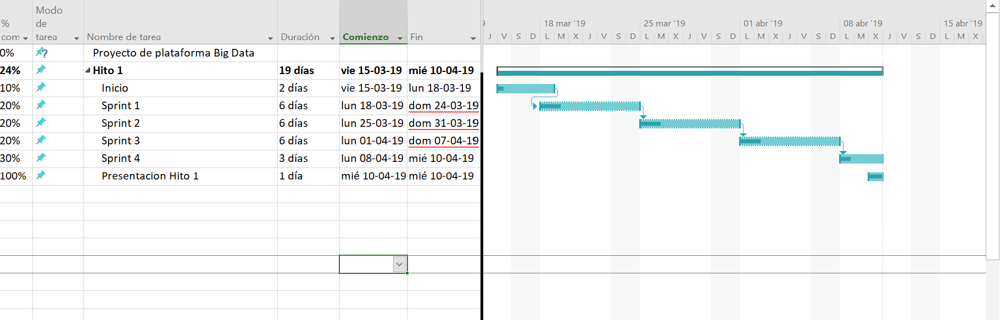 % com Modo de tarea Nombre de tarea Duración Comienzo Fin
9 18 mar '19 25 mar '19 01 abr '19 08 abr '19 15 abr '19
J V S D L M X J V S D L M X J V S D L M X J V S D L M X J V S D L M X
0% Proyecto de plataforma Big Data
24% Hito 1 19 días vie 15-03-19 mié 10-04-19
10% Inicio 2 días vie 15-03-19 lun 18-03-19
20% Sprint 1 6 días lun 18-03-19 dom 24-03-19
20% Sprint 2 6 días lun 25-03-19 dom 31-03-19
20% Sprint 3 6 días lun 01-04-19 dom 07-04-19
30% Sprint 4 3 días lun 08-04-19 mié 10-04-19
100% Presentacion Hito 1 1 día mié 10-04-19 mié 10-04-19